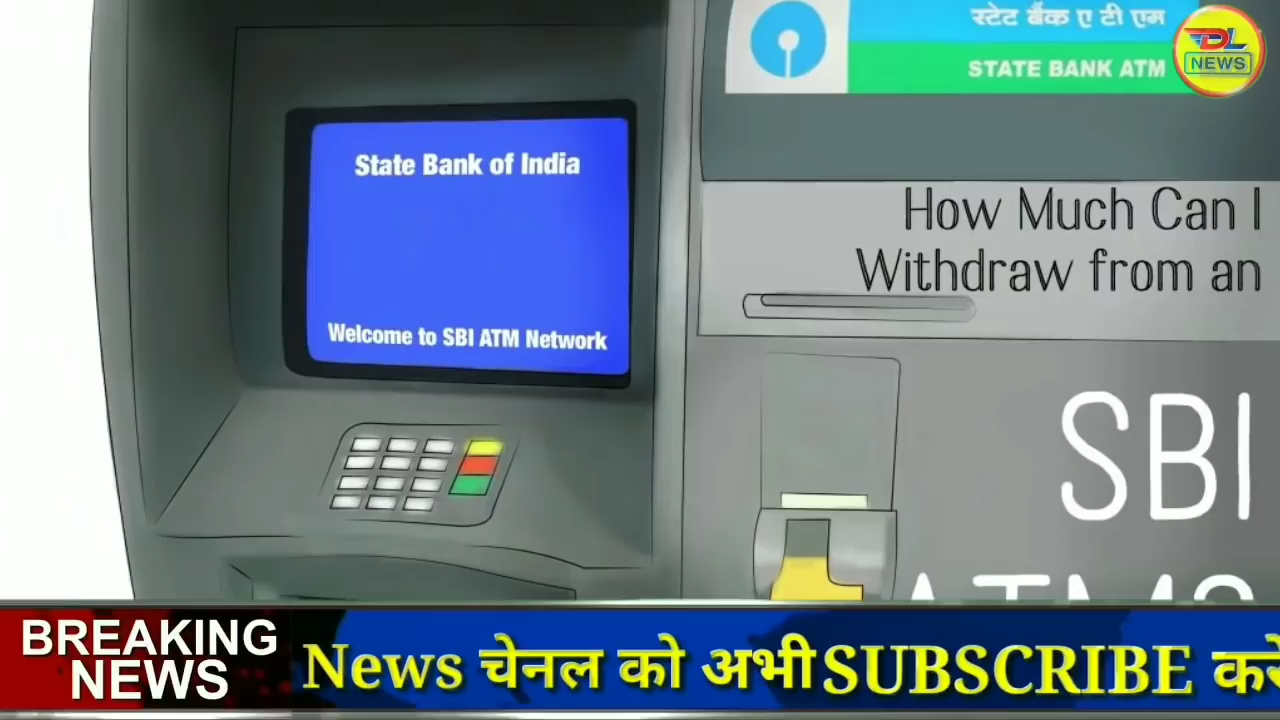 स्टेट बैंक ए टी एम
STATE BANK ATM
DL
NEWS
State Bank of India
Welcome to SBI ATM Network
How Much Can I
Withdraw from an
SBI
BREAKING
NEWS
News चेनल को अभी SUBSCRIBE